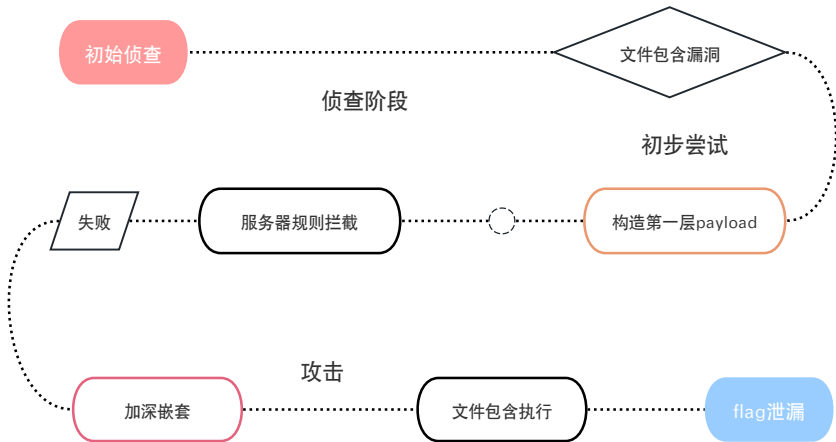 初始侦查
文件包含漏洞
侦查阶段
初步尝试
失败
服务器规则拦截
构造第一层payload
攻击
加深嵌套
文件包含执行
flag泄漏